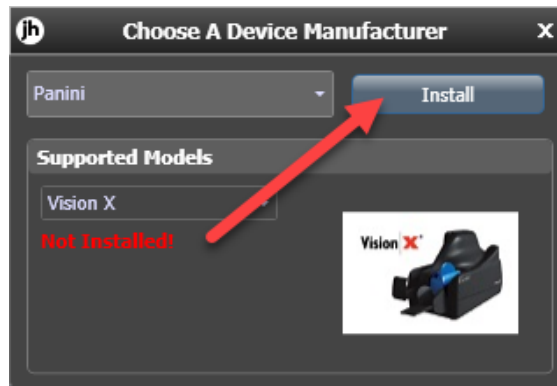 jh Choose A Device Manufacturer X
Panini Install
Supported Models
Vision X
Not Installed!
Vision X